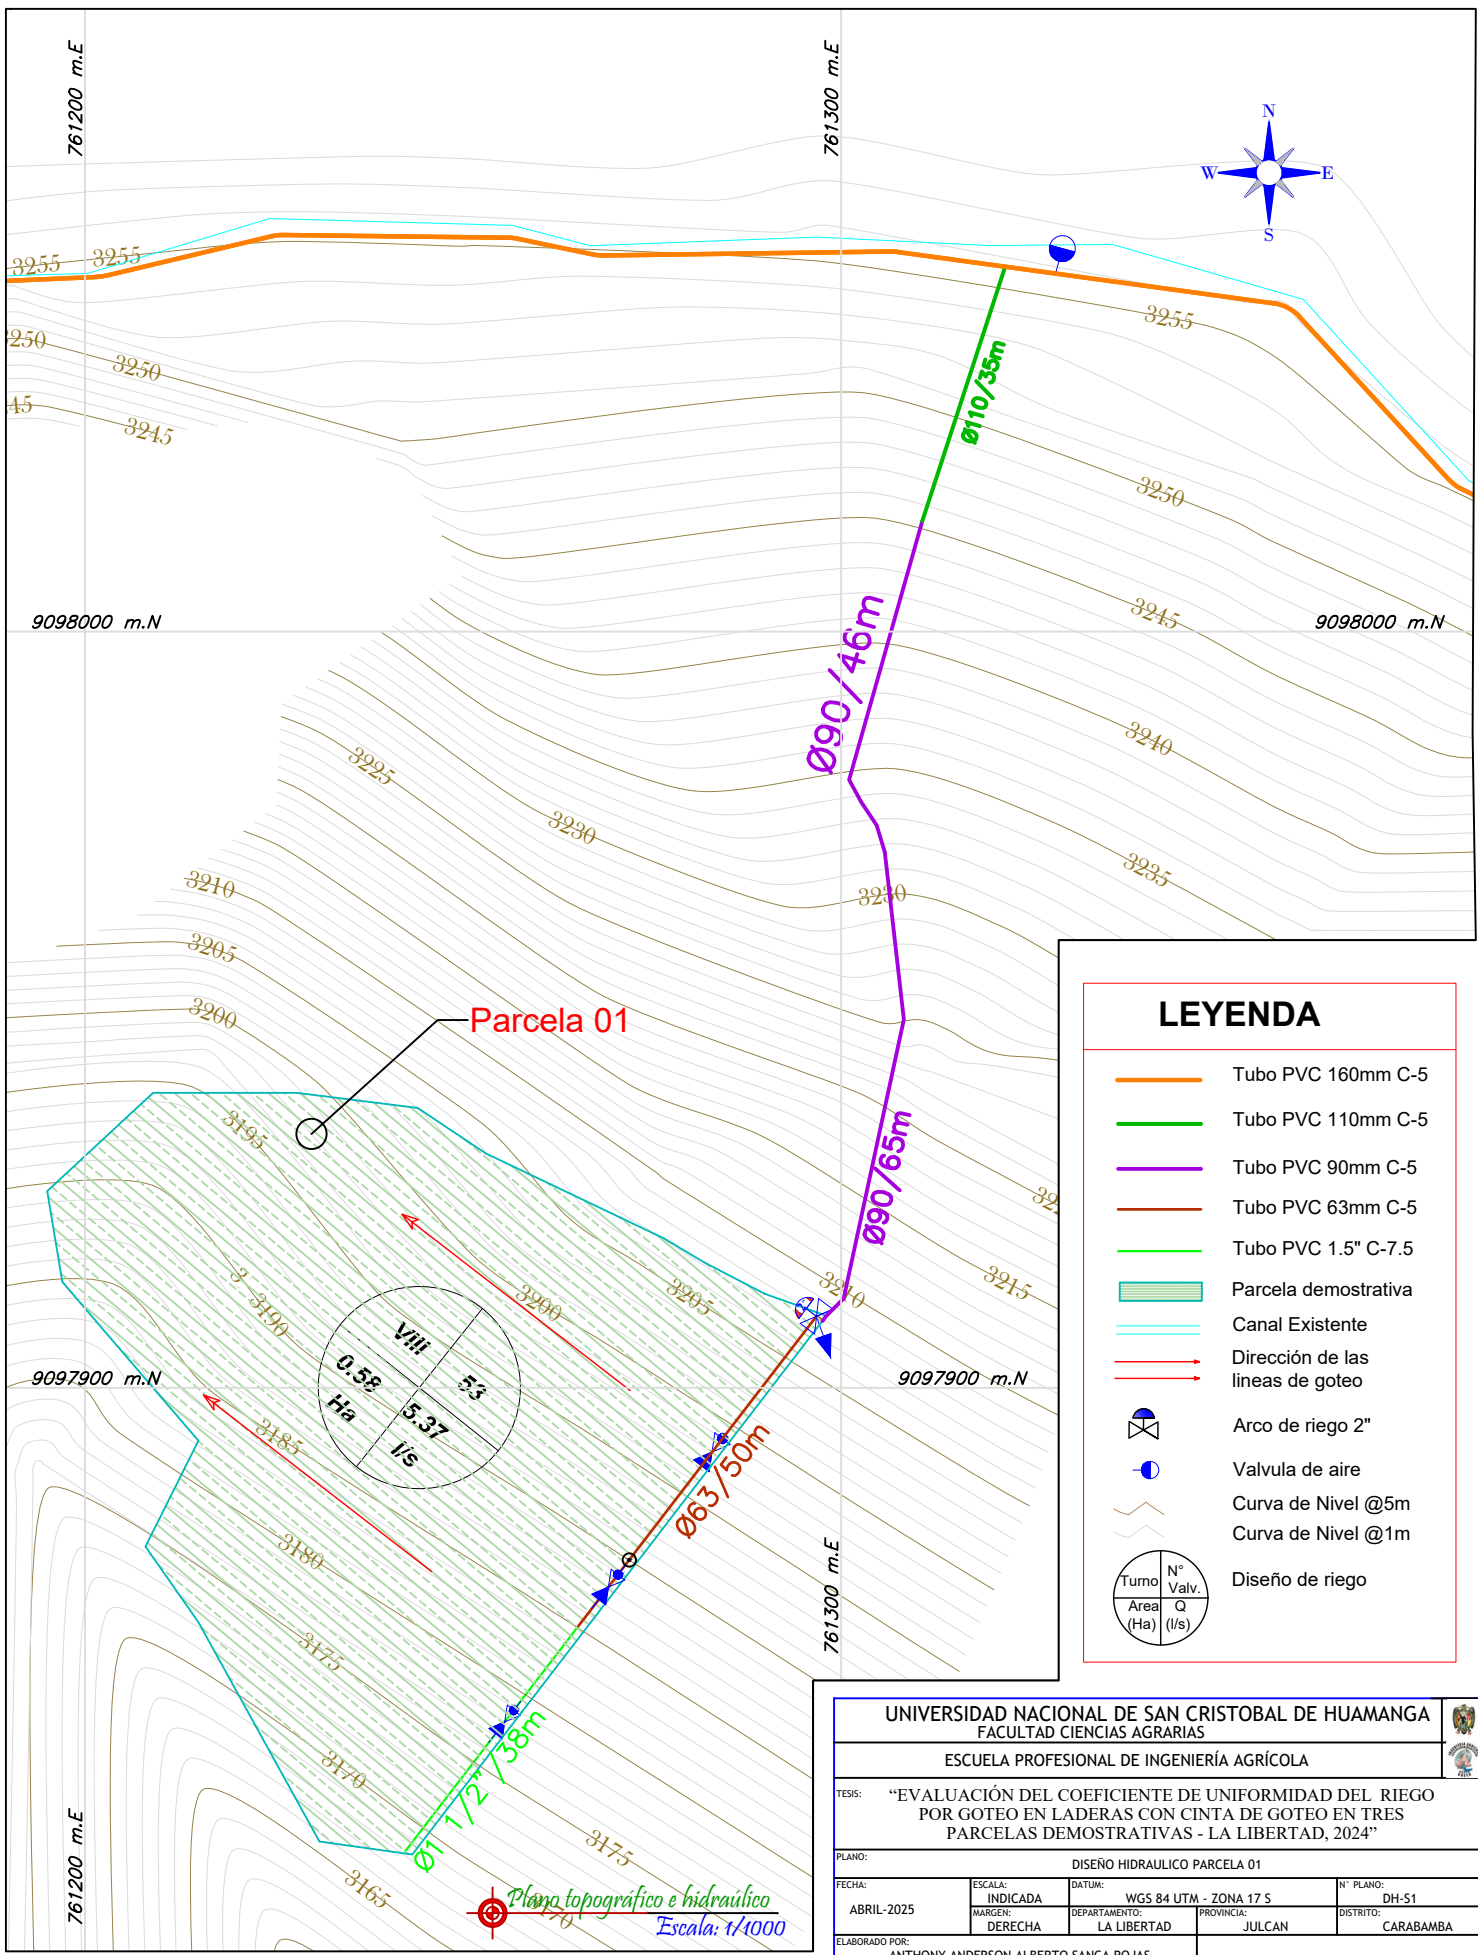 761200 m.E
761300 m.E
N
W
E
S
3255
3255
3255
3250
3250
3250
3245
3245
Ø110/35m
9098000 m.N
9098000 m.N
Ø90/46m
3240
3225
3230
3235
3230
3210
3205
3200
Parcela 01
3195
Ø90/65m
3210
3215
3205
3200
3
3190
VIII
53
0.58
Ha
5.37
l/s
9097900 m.N
9097900 m.N
3185
Ø63/50m
3180
3175
761300 m.E
3170
Ø1 1/2"/38m
3175
3165
3170
761200 m.E
Plano topográfico e hidraúlico
Escala: 1/1000
LEYENDA
Tubo PVC 160mm C-5
Tubo PVC 110mm C-5
Tubo PVC 90mm C-5
Tubo PVC 63mm C-5
Tubo PVC 1.5" C-7.5
Parcela demostrativa
Canal Existente
Dirección de las
lineas de goteo
Arco de riego 2"
Valvula de aire
Curva de Nivel @5m
Curva de Nivel @1m
Turno
N°
Valv.
Area
(Ha)
Q
(l/s)
Diseño de riego
UNIVERSIDAD NACIONAL DE SAN CRISTOBAL DE HUAMANGA
FACULTAD CIENCIAS AGRARIAS
ESCUELA PROFESIONAL DE INGENIERÍA AGRÍCOLA
TESIS: “EVALUACIÓN DEL COEFICIENTE DE UNIFORMIDAD DEL RIEGO
POR GOTEO EN LADERAS CON CINTA DE GOTEO EN TRES
PARCELAS DEMOSTRATIVAS - LA LIBERTAD, 2024”
PLANO: DISEÑO HIDRAULICO PARCELA 01
FECHA: ABRIL-2025
ESCALA: INDICADA
DATUM: WGS 84 UTM - ZONA 17 S
N° PLANO: DH-S1
MARGEN: DERECHA
DEPARTAMENTO: LA LIBERTAD
PROVINCIA: JULCAN
DISTRITO: CARABAMBA
ELABORADO POR:
ANTHONY ANDERSON ALBERTO SANCA ROJAS